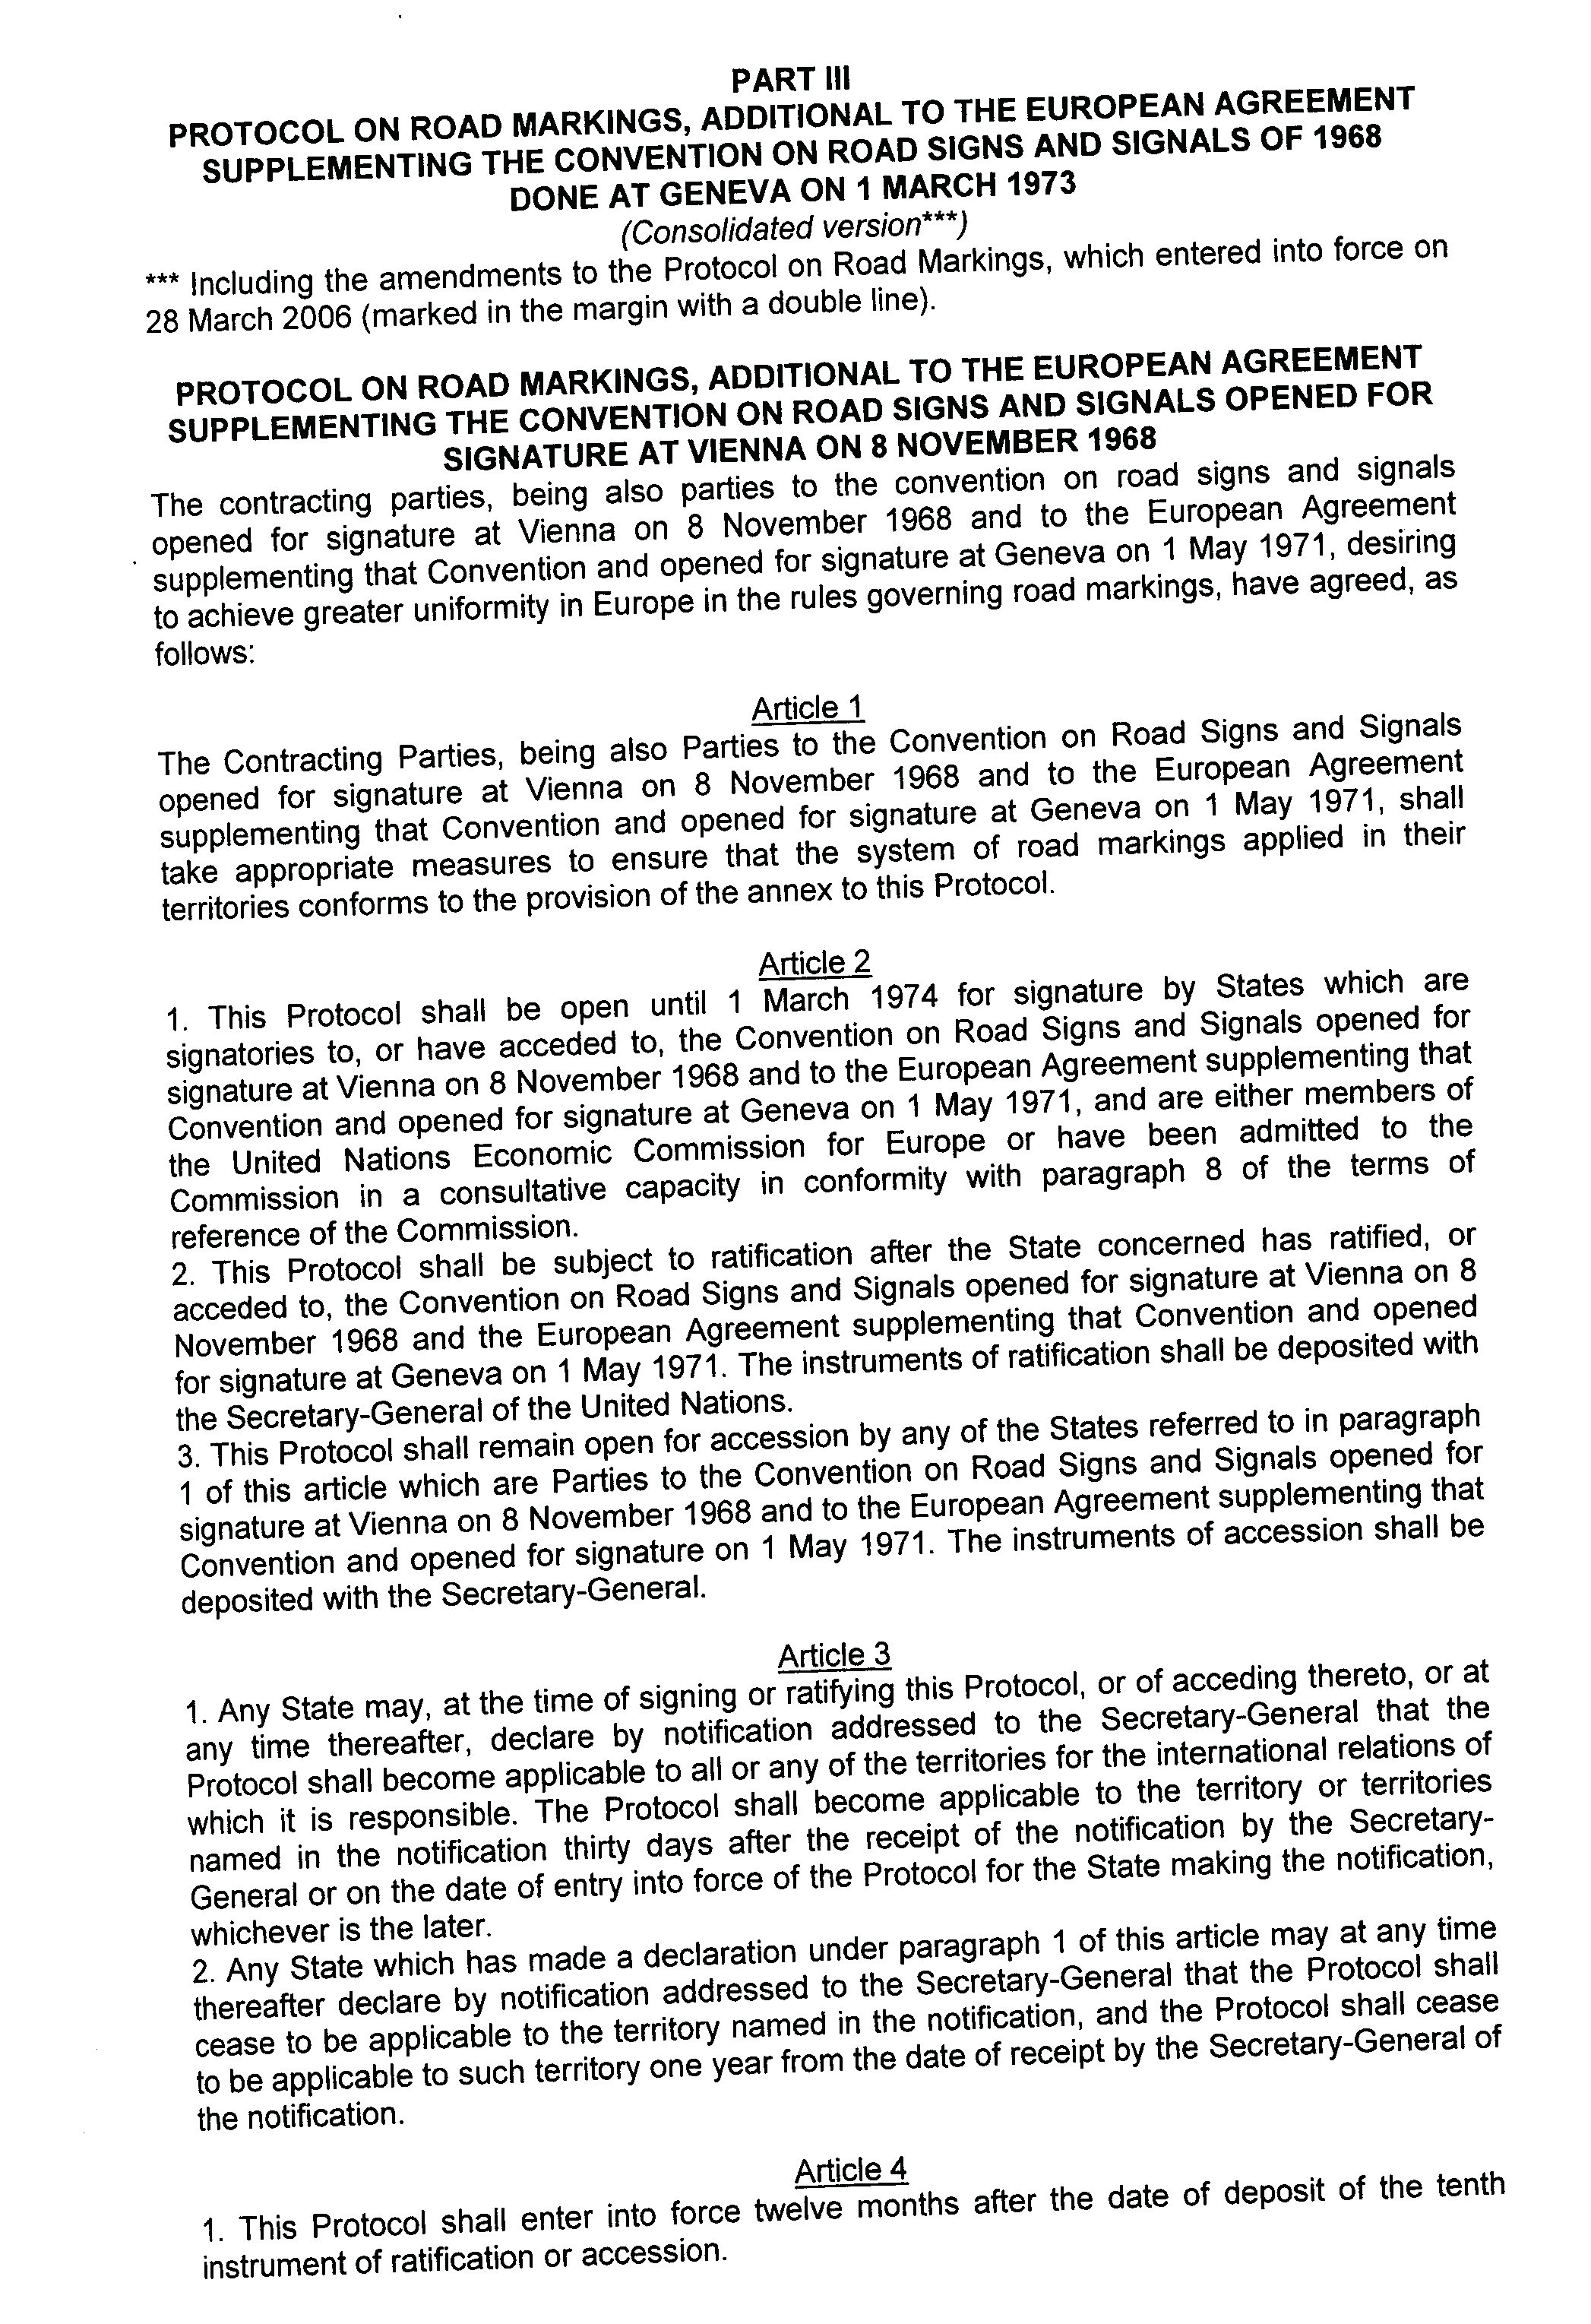 PART III
PROTOCOL ON ROAD MARKINGS, ADDITIONAL TO THE EUROPEAN AGREEMENT
SUPPLEMENTING THE CONVENTION ON ROAD SIGNS AND SIGNALS OF 1968
DONE AT GENEVA ON 1 MARCH 1973
(Consolidated version***)
*** Including the amendments to the Protocol on Road Markings, which entered into force on
28 March 2006 (marked in the margin with a double line).
PROTOCOL ON ROAD MARKINGS, ADDITIONAL TO THE EUROPEAN AGREEMENT
SUPPLEMENTING THE CONVENTION ON ROAD SIGNS AND SIGNALS OPENED FOR
SIGNATURE AT VIENNA ON 8 NOVEMBER 1968
The contracting parties, being also parties to the convention on road signs and signals
opened for signature at Vienna on 8 November 1968 and to the European Agreement
supplementing that Convention and opened for signature at Geneva on 1 May 1971, desiring
to achieve greater uniformity in Europe in the rules governing road markings, have agreed, as
follows:
Article 1
The Contracting Parties, being also Parties to the Convention on Road Signs and Signals
opened for signature at Vienna on 8 November 1968 and to the European Agreement
supplementing that Convention and opened for signature at Geneva on 1 May 1971, shall
take appropriate measures to ensure that the system of road markings applied in their
territories conforms to the provision of the annex to this Protocol.
Article 2
1. This Protocol shall be open until 1 March 1974 for signature by States which are
signatories to, or have acceded to, the Convention on Road Signs and Signals opened for
signature at Vienna on 8 November 1968 and to the European Agreement supplementing that
Convention and opened for signature at Geneva on 1 May 1971, and are either members of
the United Nations Economic Commission for Europe or have been admitted to the
Commission in a consultative capacity in conformity with paragraph 8 of the terms of
reference of the Commission.
2. This Protocol shall be subject to ratification after the State concerned has ratified, or
acceded to, the Convention on Road Signs and Signals opened for signature at Vienna on 8
November 1968 and the European Agreement supplementing that Convention and opened
for signature at Geneva on 1 May 1971. The instruments of ratification shall be deposited with
the Secretary-General of the United Nations.
3. This Protocol shall remain open for accession by any of the States referred to in paragraph
1 of this article which are Parties to the Convention on Road Signs and Signals opened for
signature at Vienna on 8 November 1968 and to the European Agreement supplementing that
Convention and opened for signature on 1 May 1971. The instruments of accession shall be
deposited with the Secretary-General.
Article 3
1. Any State may, at the time of signing or ratifying this Protocol, or of acceding thereto, or at
any time thereafter, declare by notification addressed to the Secretary-General that the
Protocol shall become applicable to all or any of the territories for the international relations of
which it is responsible. The Protocol shall become applicable to the territory or territories
named in the notification thirty days after the receipt of the notification by the Secretary-
General or on the date of entry into force of the Protocol for the State making the notification,
whichever is the later.
2. Any State which has made a declaration under paragraph 1 of this article may at any time
thereafter declare by notification addressed to the Secretary-General that the Protocol shall
cease to be applicable to the territory named in the notification, and the Protocol shall cease
to be applicable to such territory one year from the date of receipt by the Secretary-General of
the notification.
Article 4
1. This Protocol shall enter into force twelve months after the date of deposit of the tenth
instrument of ratification or accession.